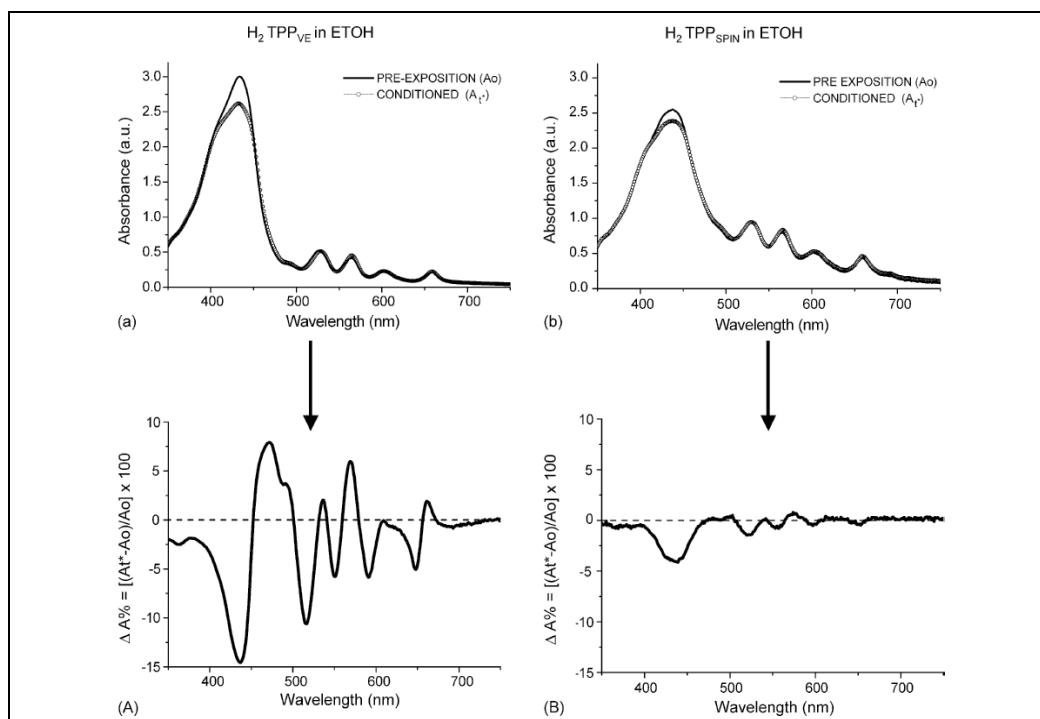 H2 TPPVE in ETOH
H2 TPPSPIN in ETOH
PRE-EXPOSITION (Ao)
CONDITIONED (At*)
PRE EXPOSITION (Ao)
CONDITIONED (At*)
Absorbance (a.u.)
3.0
2.5
2.0
1.5
1.0
0.5
0.0
400
500
600
700
Wavelength (nm)
(a)
Absorbance (a.u.)
3.0
2.5
2.0
1.5
1.0
0.5
0.0
400
500
600
700
Wavelength (nm)
(b)
Δ A% = [(At*-Ao)/Ao] x 100
10
5
0
-5
-10
-15
400
500
600
700
Wavelength (nm)
(A)
Δ A% = [(At*-Ao)/Ao] x 100
10
5
0
-5
-10
-15
400
500
600
700
Wavelength (nm)
(B)